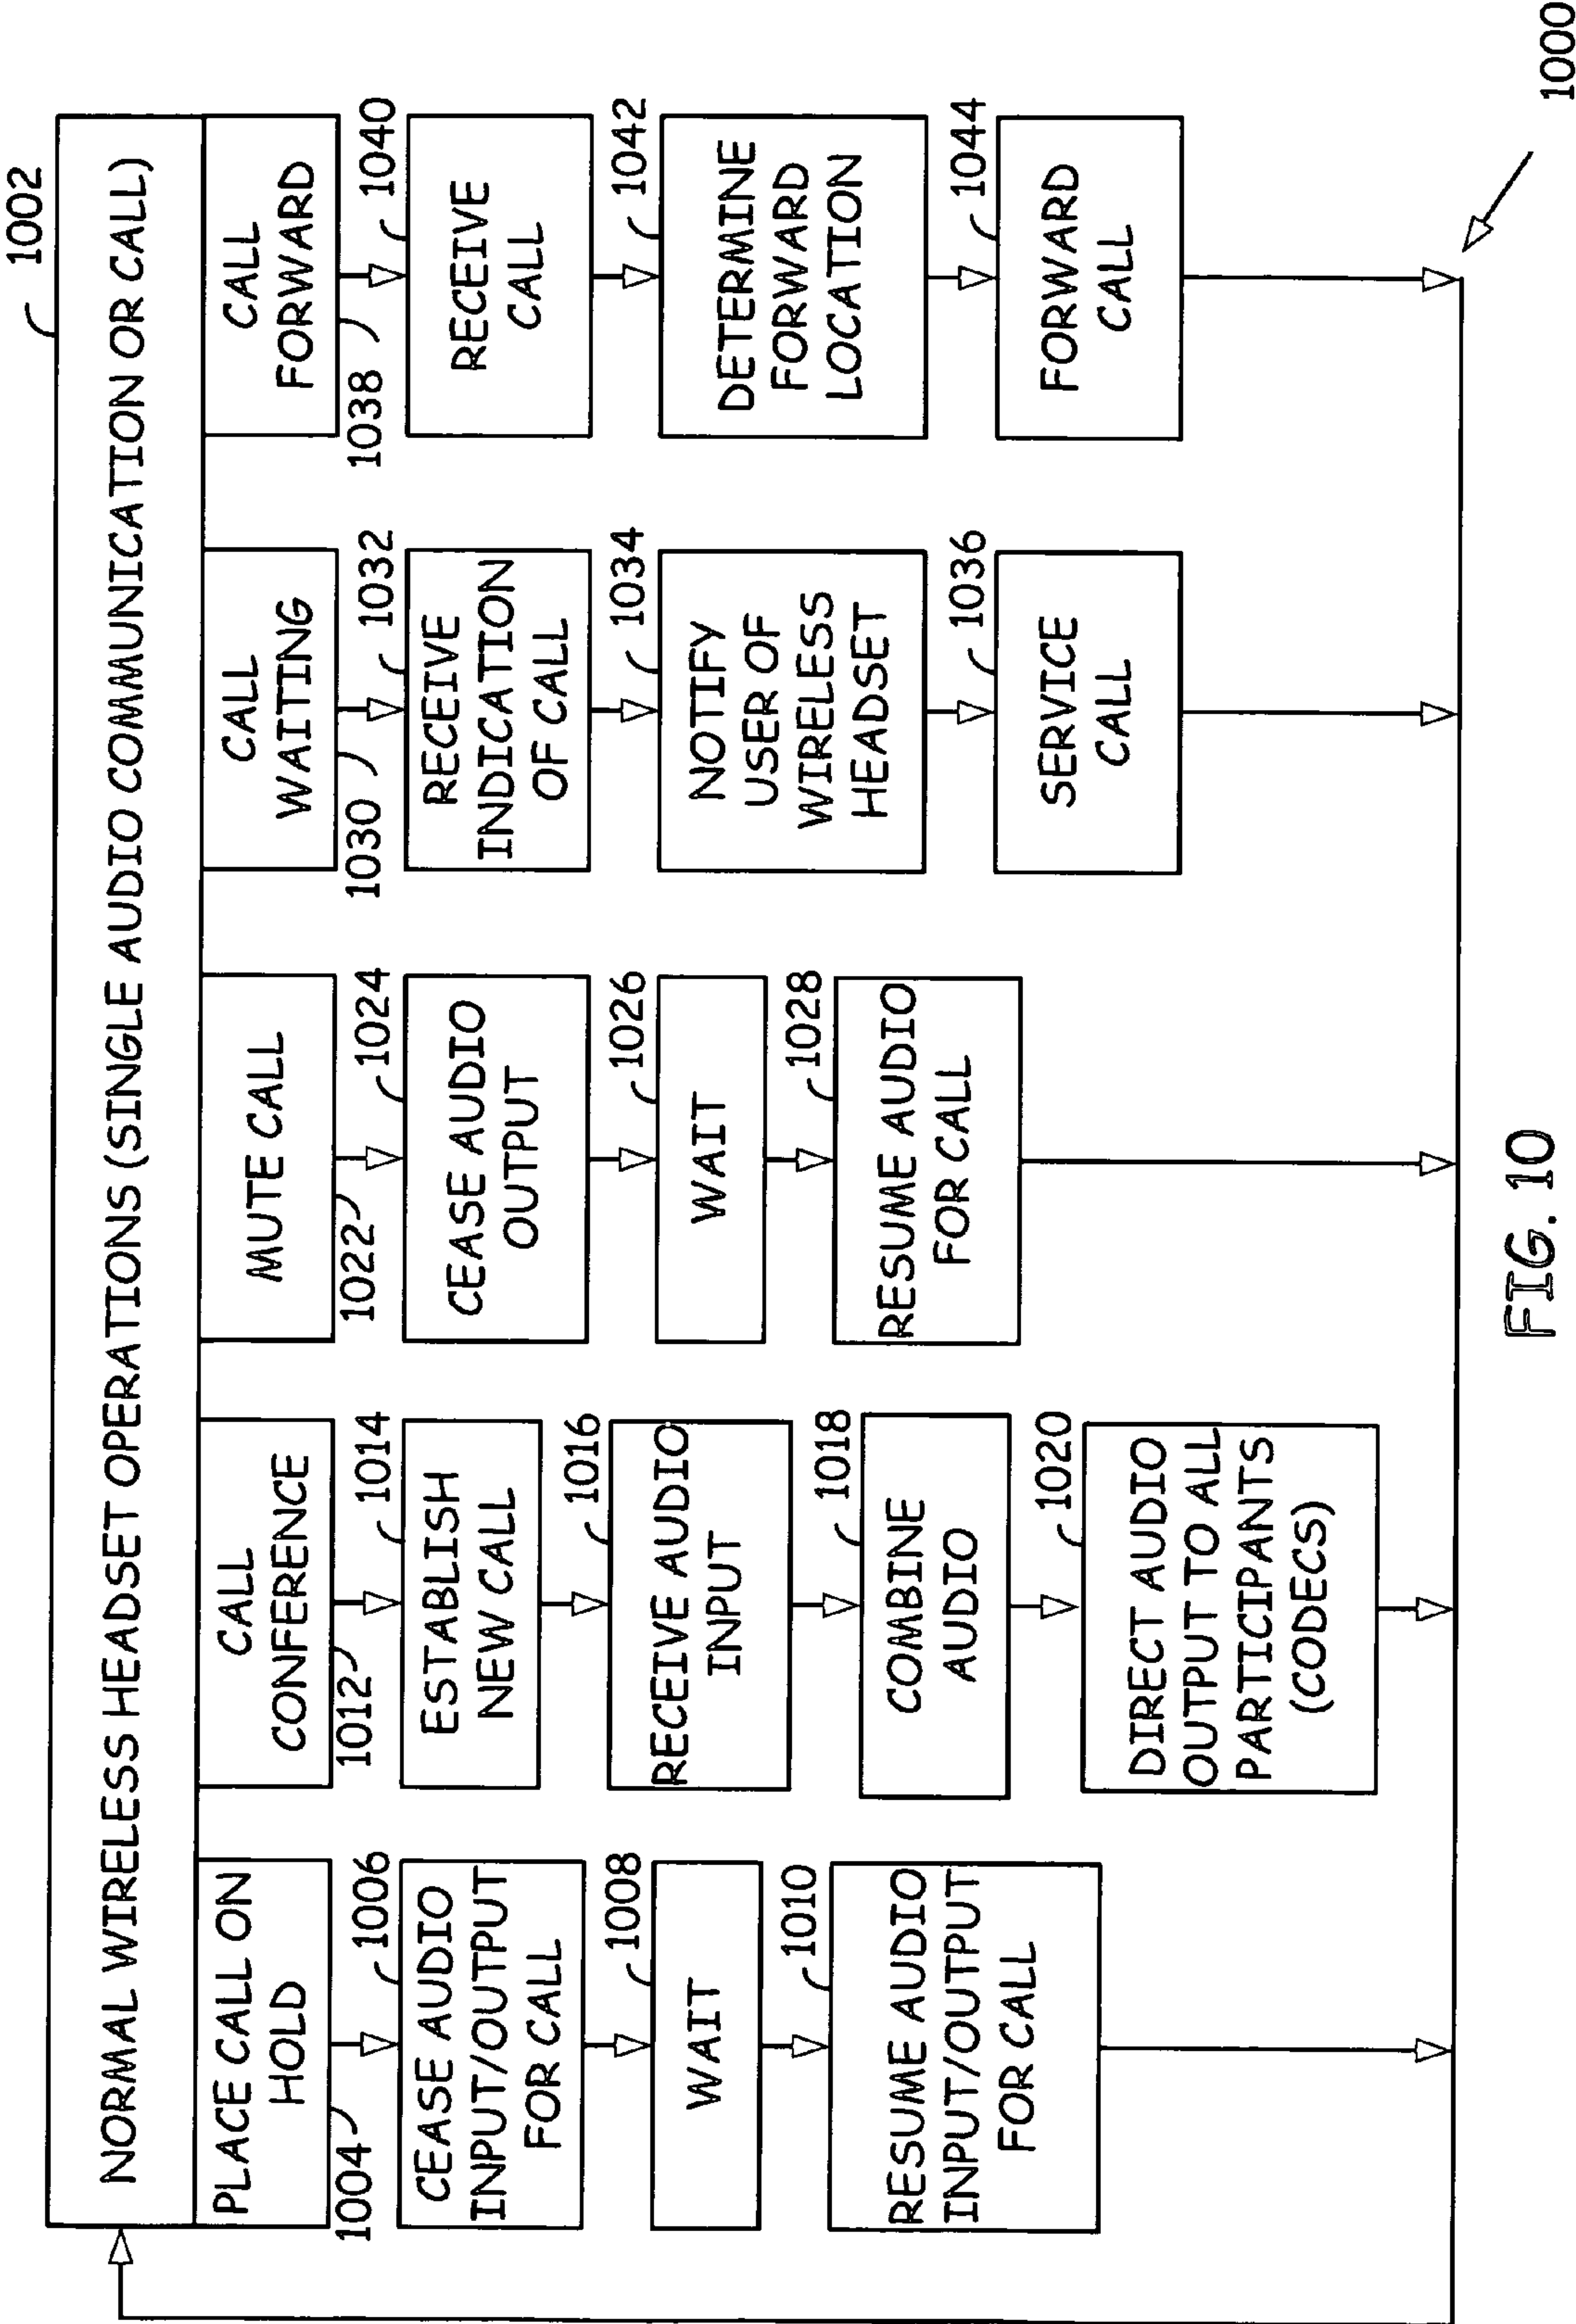 1002
NORMAL WIRELESS HEADSET OPERATIONS (SINGLE AUDIO COMMUNICATION OR CALL)
PLACE CALL ON
HOLD
1004
1006
CEASE AUDIO
INPUT/OUTPUT
FOR CALL
1008
WAIT
1010
RESUME AUDIO
INPUT/OUTPUT
FOR CALL
CALL
CONFERENCE
1012
1014
ESTABLISH
NEW CALL
1016
RECEIVE AUDIO
INPUT
1018
COMBINE
AUDIO
1020
DIRECT AUDIO
OUTPUT TO ALL
PARTICIPANTS
(CODECS)
MUTE CALL
1022
1024
CEASE AUDIO
OUTPUT
1026
WAIT
1028
RESUME AUDIO
FOR CALL
CALL
WAITING
1030
1032
RECEIVE
INDICATION
OF CALL
1034
NOTIFY
USER OF
WIRELESS
HEADSET
1036
SERVICE
CALL
CALL
FORWARD
1038
1040
RECEIVE
CALL
1042
DETERMINE
FORWARD
LOCATION
1044
FORWARD
CALL
FIG. 10
1000